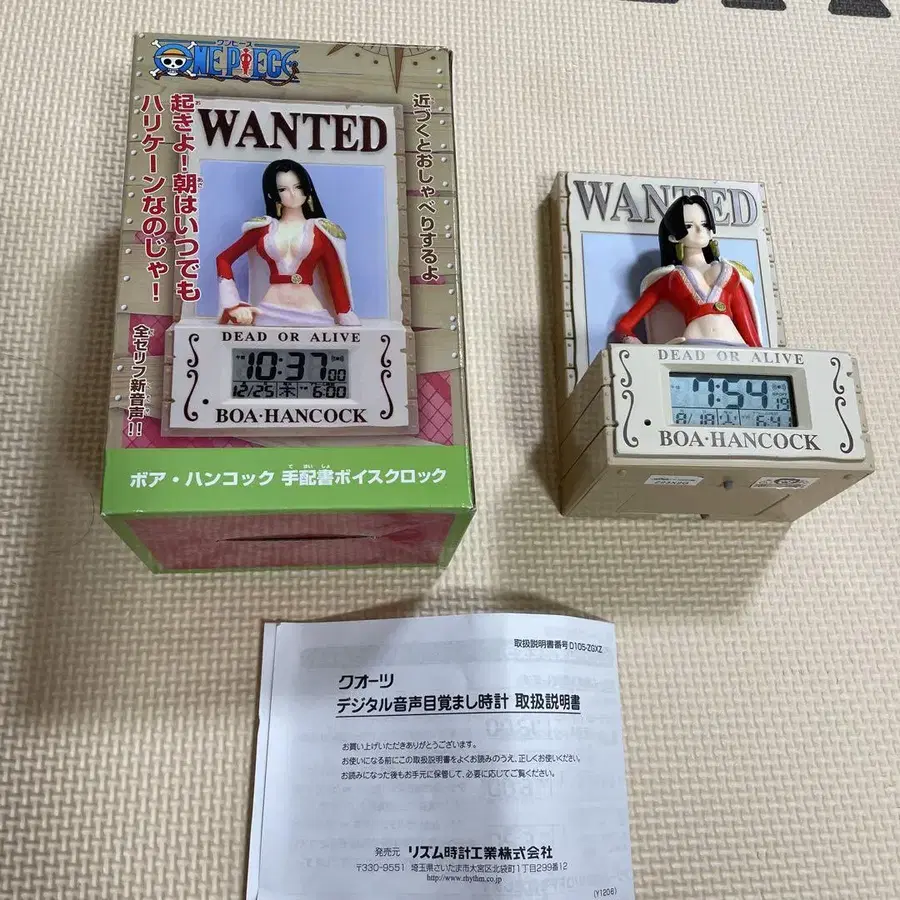 ワンピース
ONE PIECE
起きよ!朝はいつでも
ハリケーンなのじゃ!
全セリフ新音声!!
近づくとおしゃべりするよ
WANTED
DEAD OR ALIVE
10:37 00
12/25 木 6:00
BOA·HANCOCK
ボア・ハンコック 手配書ボイスクロック
WANTED
DEAD OR ALIVE
7:54 19
8/18 6:41
BOA·HANCOCK
取扱説明書番号 D105-ZGXZ
クオーツ
デジタル音声目覚まし時計 取扱説明書
お買い上げいただきありがとうございます。
お使いになる前にこの取扱説明書をよくお読みのうえ、正しくお使いください。
お読みになった後もお手元に保管して、必要に応じてご覧ください。
発売元 リズム時計工業株式会社
〒330-9551 埼玉県さいたま市大宮区北袋町1丁目299番12
http://www.rhythm.co.jp
(Y1206)